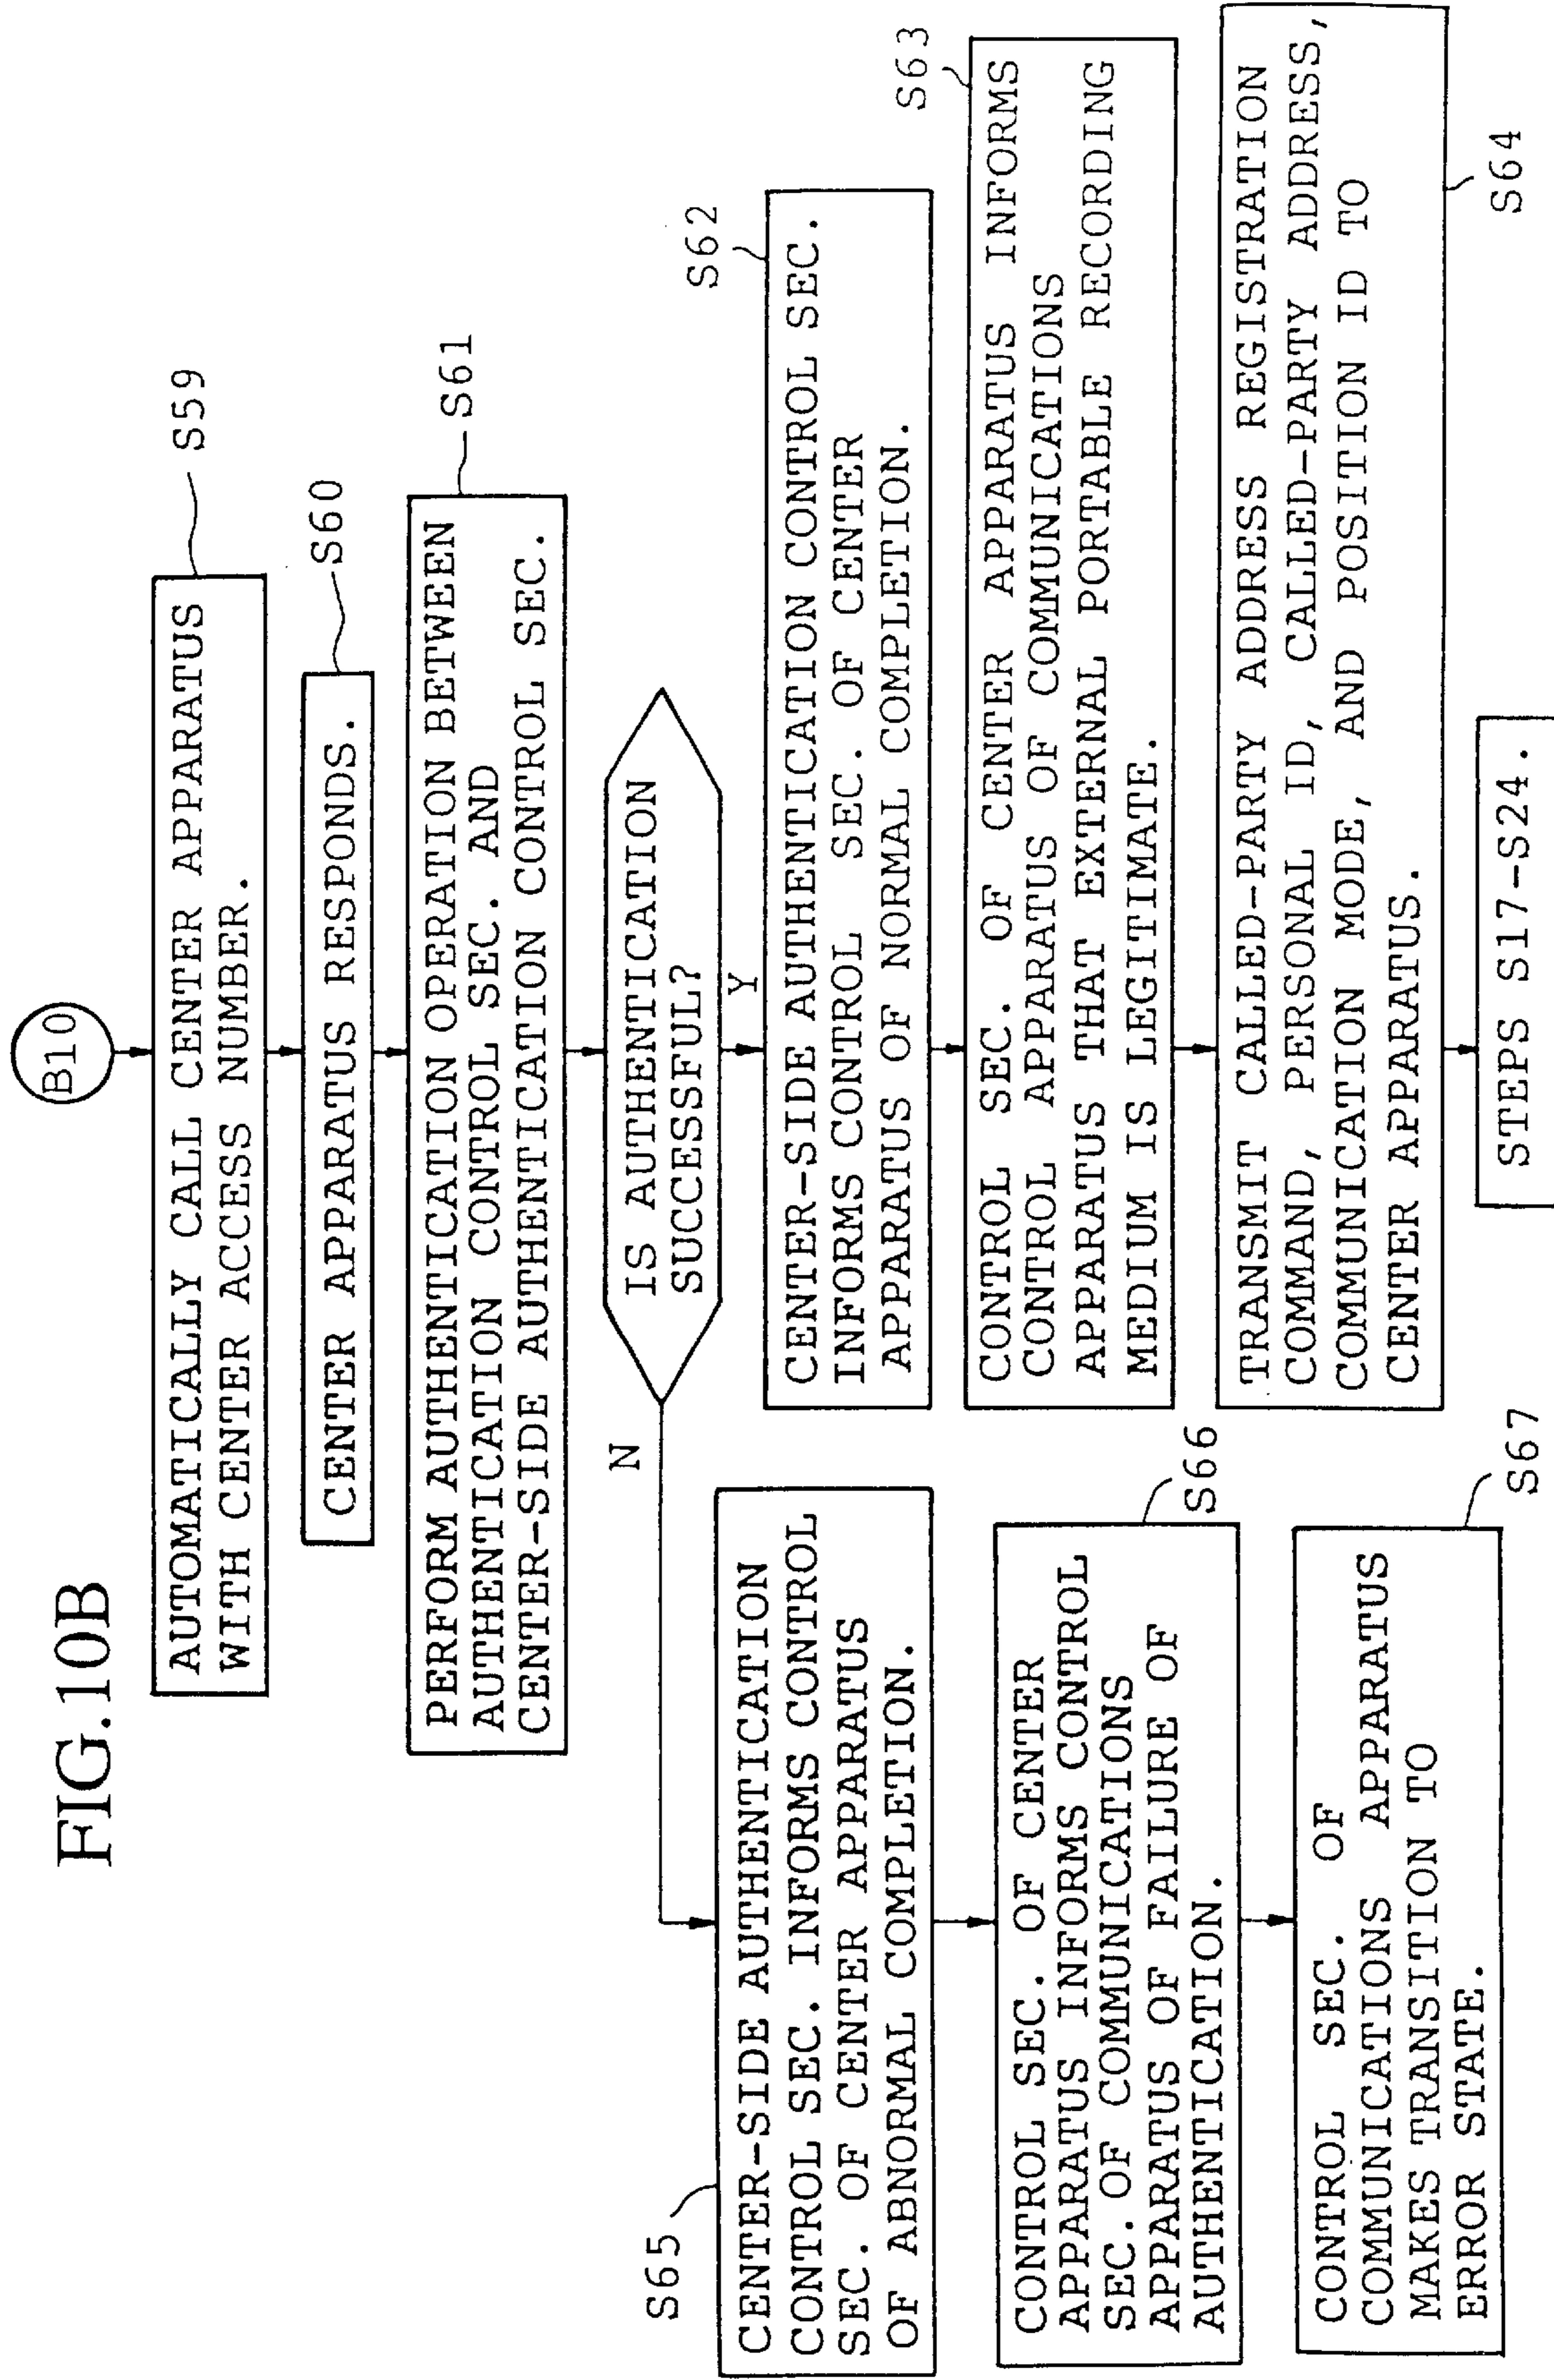 FIG.10B
B10
AUTOMATICALLY CALL CENTER APPARATUS
WITH CENTER ACCESS NUMBER.
S59
CENTER APPARATUS RESPONDS.
S60
PERFORM AUTHENTICATION OPERATION BETWEEN
AUTHENTICATION CONTROL SEC. AND
CENTER-SIDE AUTHENTICATION CONTROL SEC.
S61
IS AUTHENTICATION
SUCCESSFUL?
N
Y
CENTER-SIDE AUTHENTICATION CONTROL SEC.
INFORMS CONTROL SEC. OF CENTER
APPARATUS OF NORMAL COMPLETION.
S62
CONTROL SEC. OF CENTER APPARATUS INFORMS
CONTROL APPARATUS OF COMMUNICATIONS
APPARATUS THAT EXTERNAL PORTABLE RECORDING
MEDIUM IS LEGITIMATE.
S63
TRANSMIT CALLED-PARTY ADDRESS REGISTRATION
COMMAND, PERSONAL ID, CALLED-PARTY ADDRESS,
COMMUNICATION MODE, AND POSITION ID TO
CENTER APPARATUS.
S64
STEPS S17-S24.
S65
CENTER-SIDE AUTHENTICATION
CONTROL SEC. INFORMS CONTROL
SEC. OF CENTER APPARATUS
OF ABNORMAL COMPLETION.
CONTROL SEC. OF CENTER
APPARATUS INFORMS CONTROL
SEC. OF COMMUNICATIONS
APPARATUS OF FAILURE OF
AUTHENTICATION.
S66
CONTROL SEC. OF
COMMUNICATIONS APPARATUS
MAKES TRANSITION TO
ERROR STATE.
S67